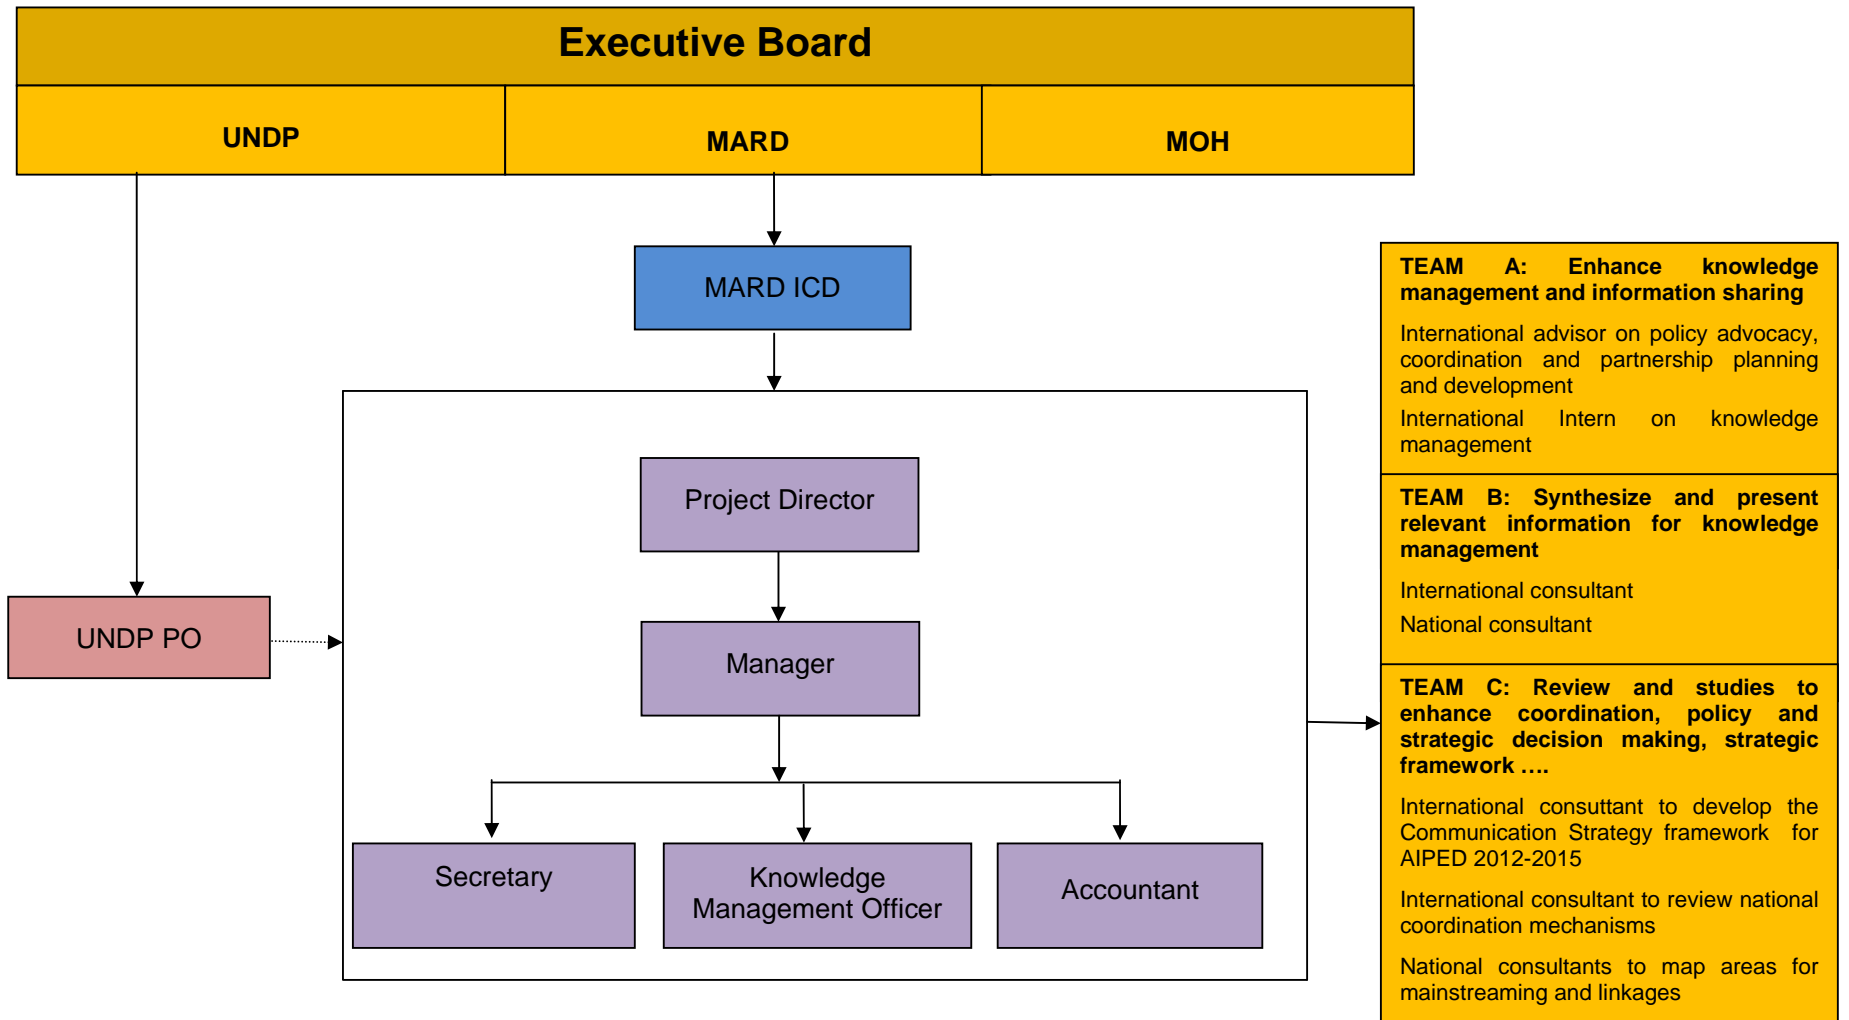 Executive Board
UNDP
MARD
MOH
MARD ICD
Project Director
Manager
UNDP PO
Secretary
Knowledge
Management Officer
Accountant
TEAM A: Enhance knowledge
management and information sharing
International advisor on policy advocacy,
coordination and partnership planning
and development
International Intern on knowledge
management
TEAM B: Synthesize and present
relevant information for knowledge
management
International consultant
National consultant
TEAM C: Review and studies to
enhance coordination, policy and
strategic decision making, strategic
framework ….
International consuttant to develop the
Communication Strategy framework for
AIPED 2012-2015
International consultant to review national
coordination mechanisms
National consultants to map areas for
mainstreaming and linkages